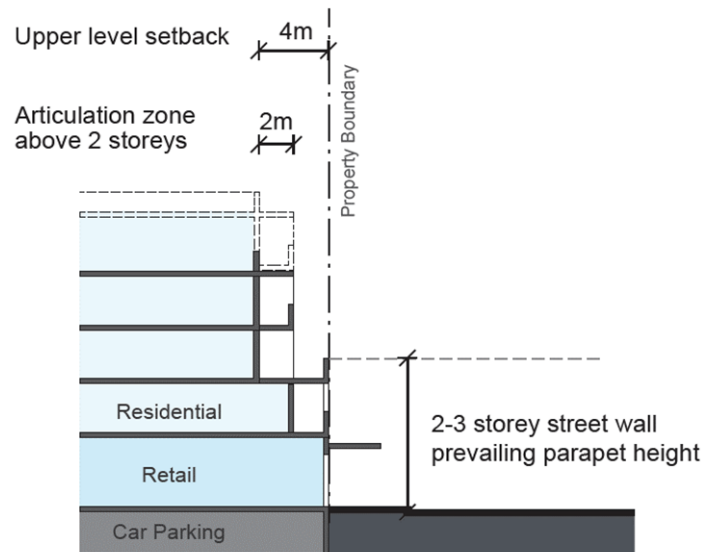 Upper level setback
4m
Articulation zone
above 2 storeys
2m
Property Boundary
Residential
Retail
Car Parking
2-3 storey street wall
prevailing parapet height